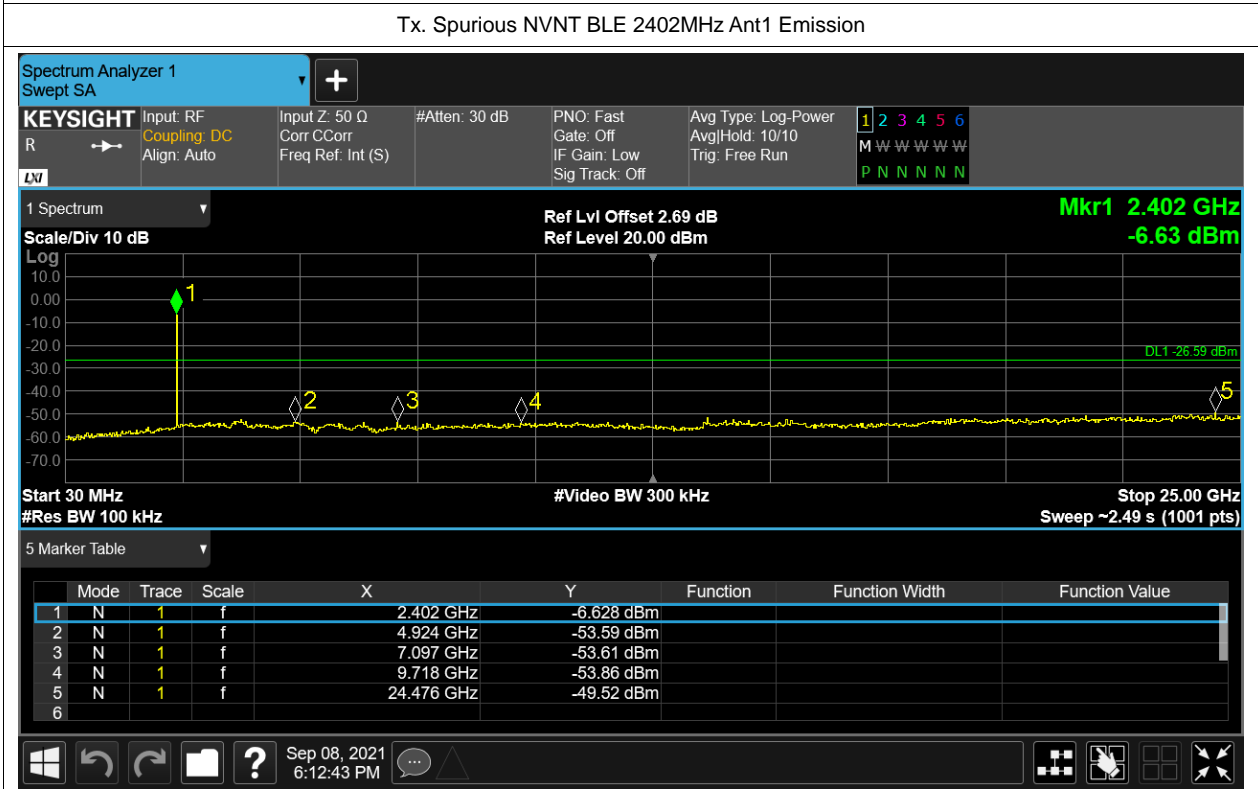 Tx. Spurious NVNT BLE 2402MHz Ant1 Emission
Spectrum Analyzer 1
Swept SA
+
KEYSIGHT
R
LXI
Input: RF
Coupling: DC
Align: Auto
Input Z: 50 Ω
Corr CCorr
Freq Ref: Int (S)
#Atten: 30 dB
PNO: Fast
Gate: Off
IF Gain: Low
Sig Track: Off
Avg Type: Log-Power
Avg|Hold: 10/10
Trig: Free Run
1 2 3 4 5 6
M W W W W W
P N N N N N
1 Spectrum
Scale/Div 10 dB
Ref Lvl Offset 2.69 dB
Ref Level 20.00 dBm
Mkr1 2.402 GHz
-6.63 dBm
Log
10.0
0.00
-10.0
-20.0
-30.0
-40.0
-50.0
-60.0
-70.0
1
2
3
4
5
DL1 -26.59 dBm
Start 30 MHz
#Res BW 100 kHz
#Video BW 300 kHz
Stop 25.00 GHz
Sweep ~2.49 s (1001 pts)
5 Marker Table
Mode Trace Scale X Y Function Function Width Function Value
1 N 1 f 2.402 GHz -6.628 dBm
2 N 1 f 4.924 GHz -53.59 dBm
3 N 1 f 7.097 GHz -53.61 dBm
4 N 1 f 9.718 GHz -53.86 dBm
5 N 1 f 24.476 GHz -49.52 dBm
6
?
Sep 08, 2021
6:12:43 PM